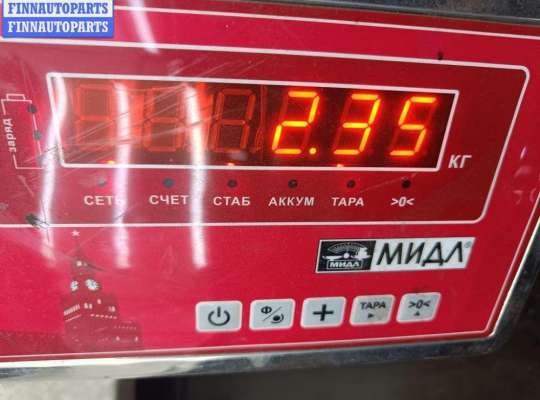 FINNAUTOPARTS
FINNAUTOPARTS
заряд
2.35
КГ
СЕТЬ СЧЕТ СТАБ АККУМ ТАРА >0<
МИДЛ МИДЛ®
Ф + ТАРА >0<